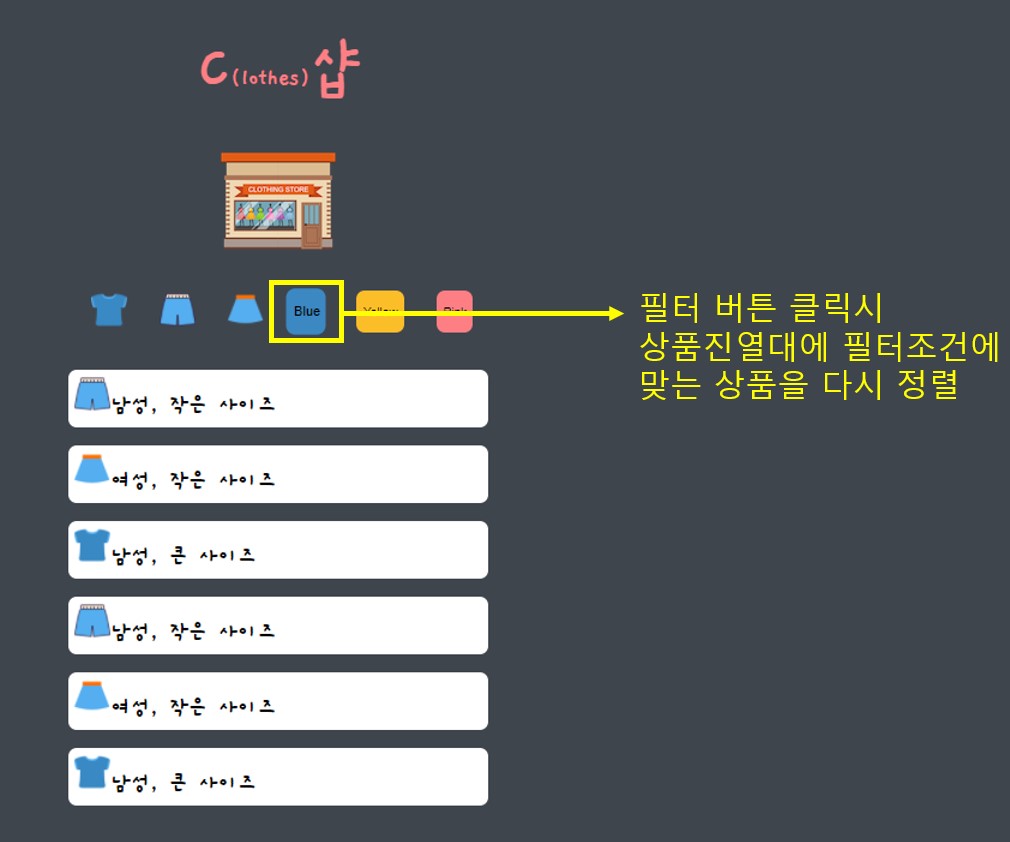 C(lothes)샵
CLOTHING STORE
Blue
Yellow
Pink
필터 버튼 클릭시
상품진열대에 필터조건에
맞는 상품을 다시 정렬
남성, 작은 사이즈
여성, 작은 사이즈
남성, 큰 사이즈
남성, 작은 사이즈
여성, 작은 사이즈
남성, 큰 사이즈